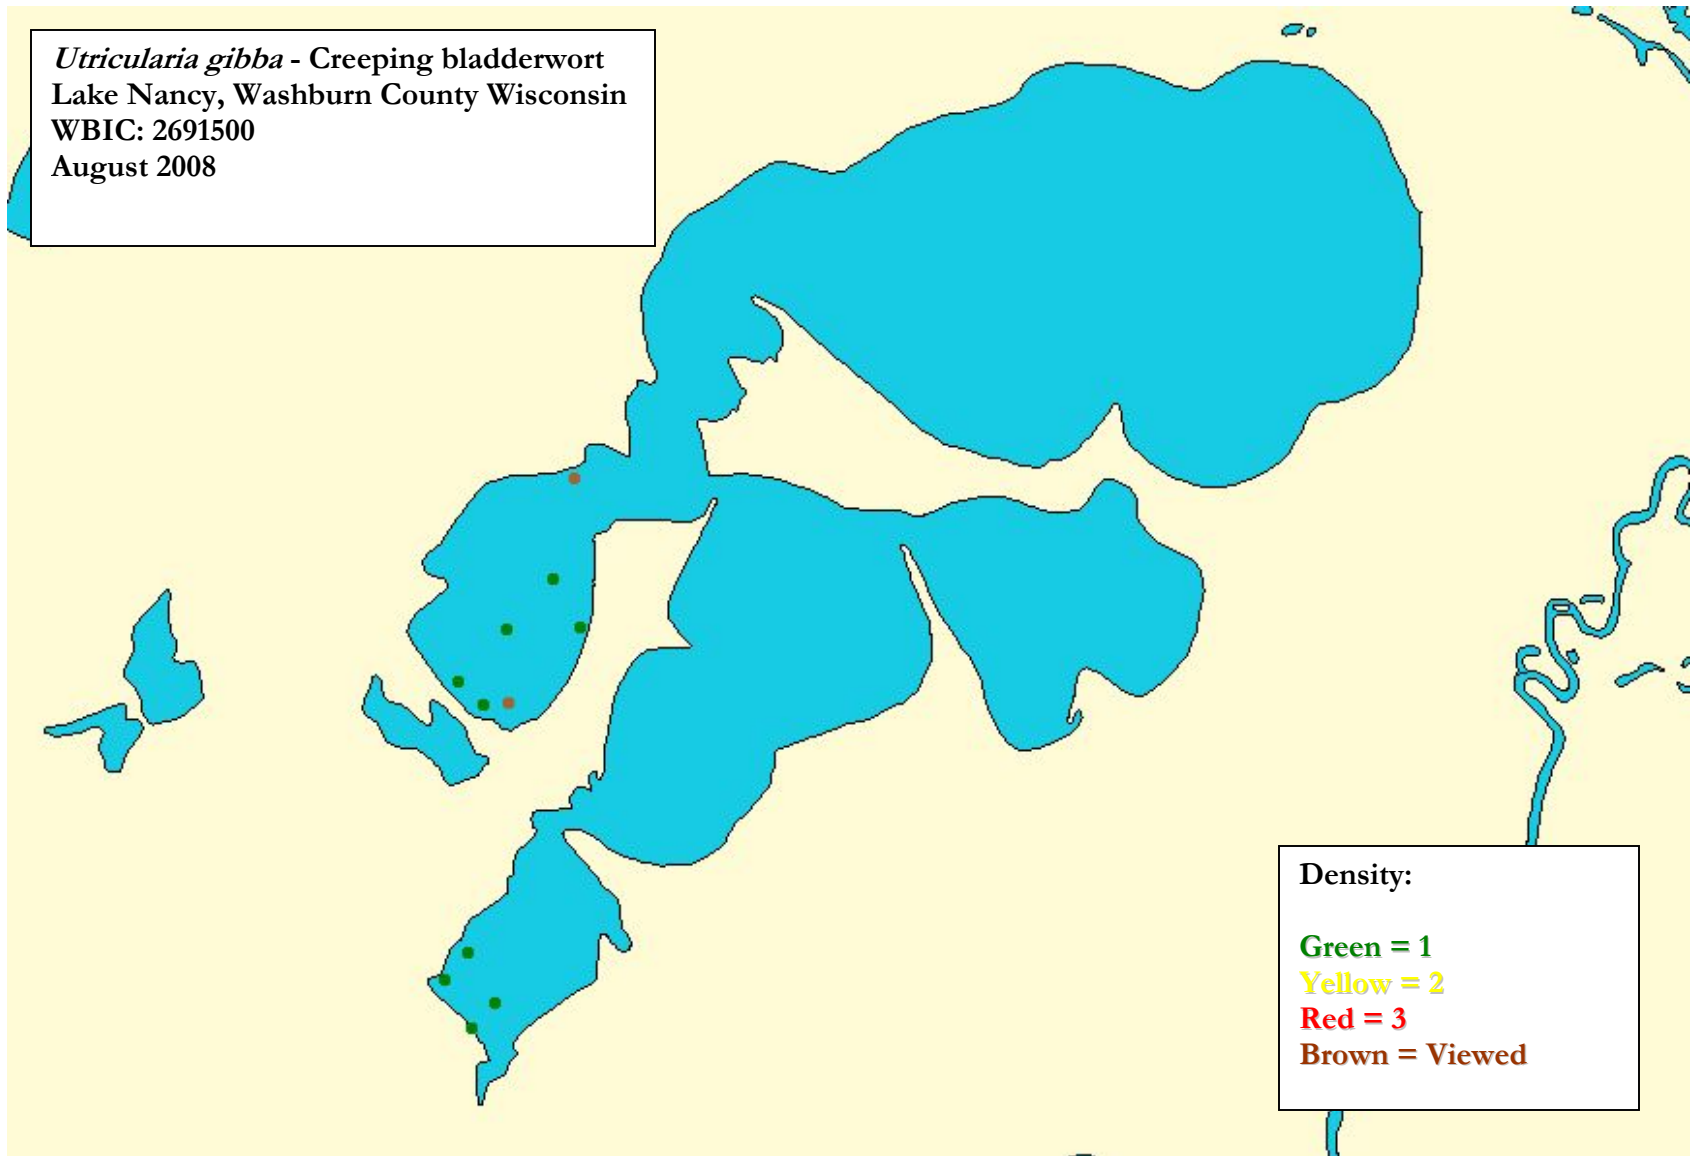 Utricularia gibba - Creeping bladderwort
Lake Nancy, Washburn County Wisconsin
WBIC: 2691500
August 2008
Density:
Green = 1
Yellow = 2
Red = 3
Brown = Viewed